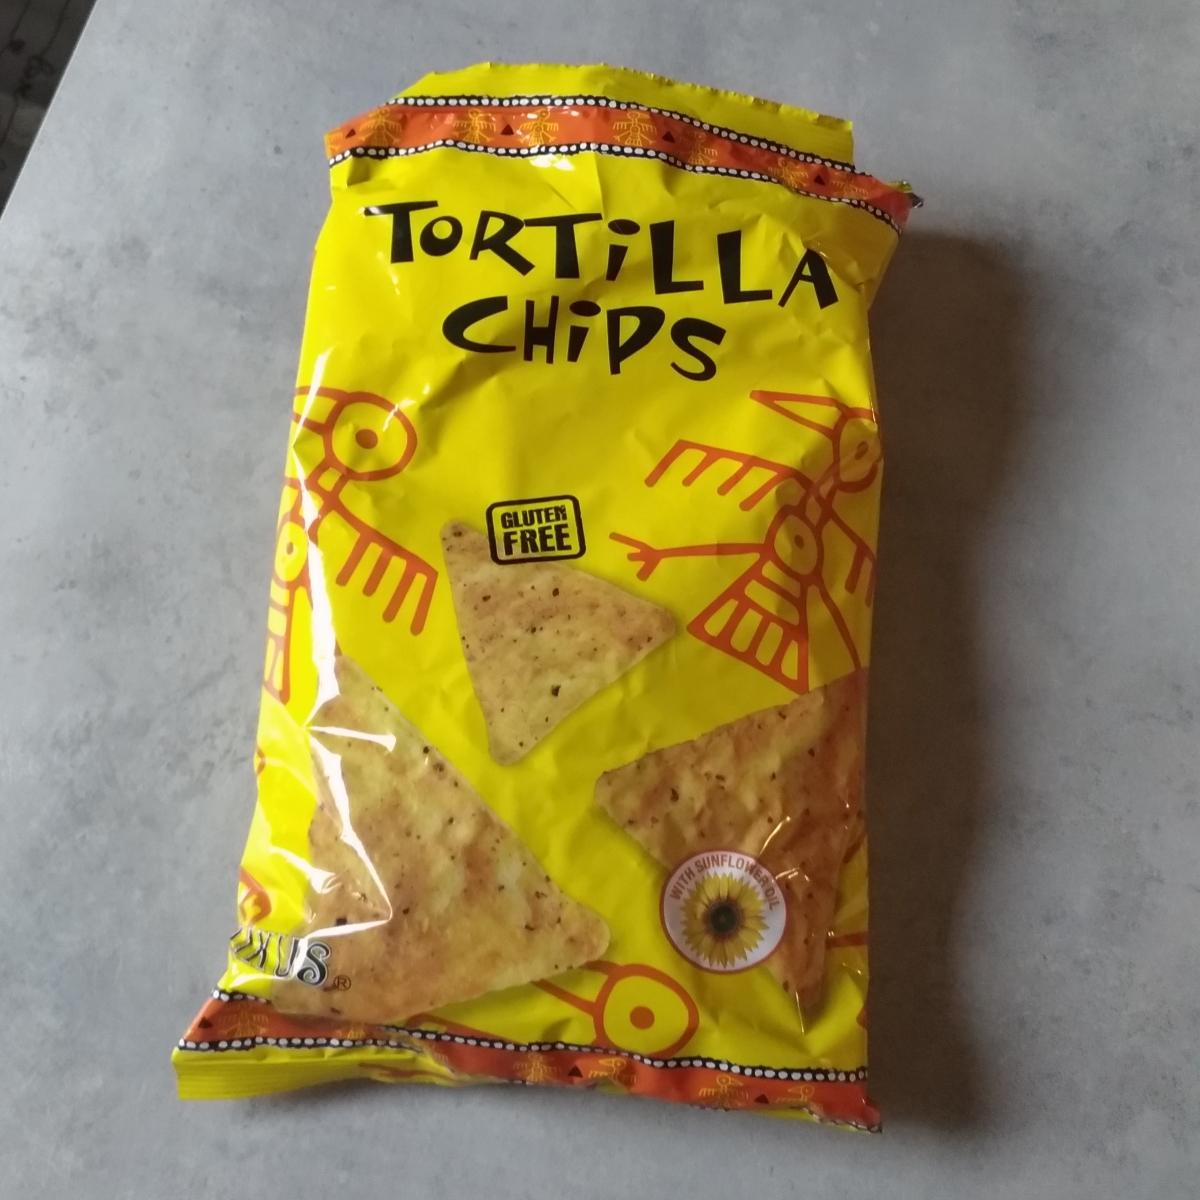 TORTiLLA
CHiPS
GLUTEN
FREE
WITH SUNFLOWER OIL
®